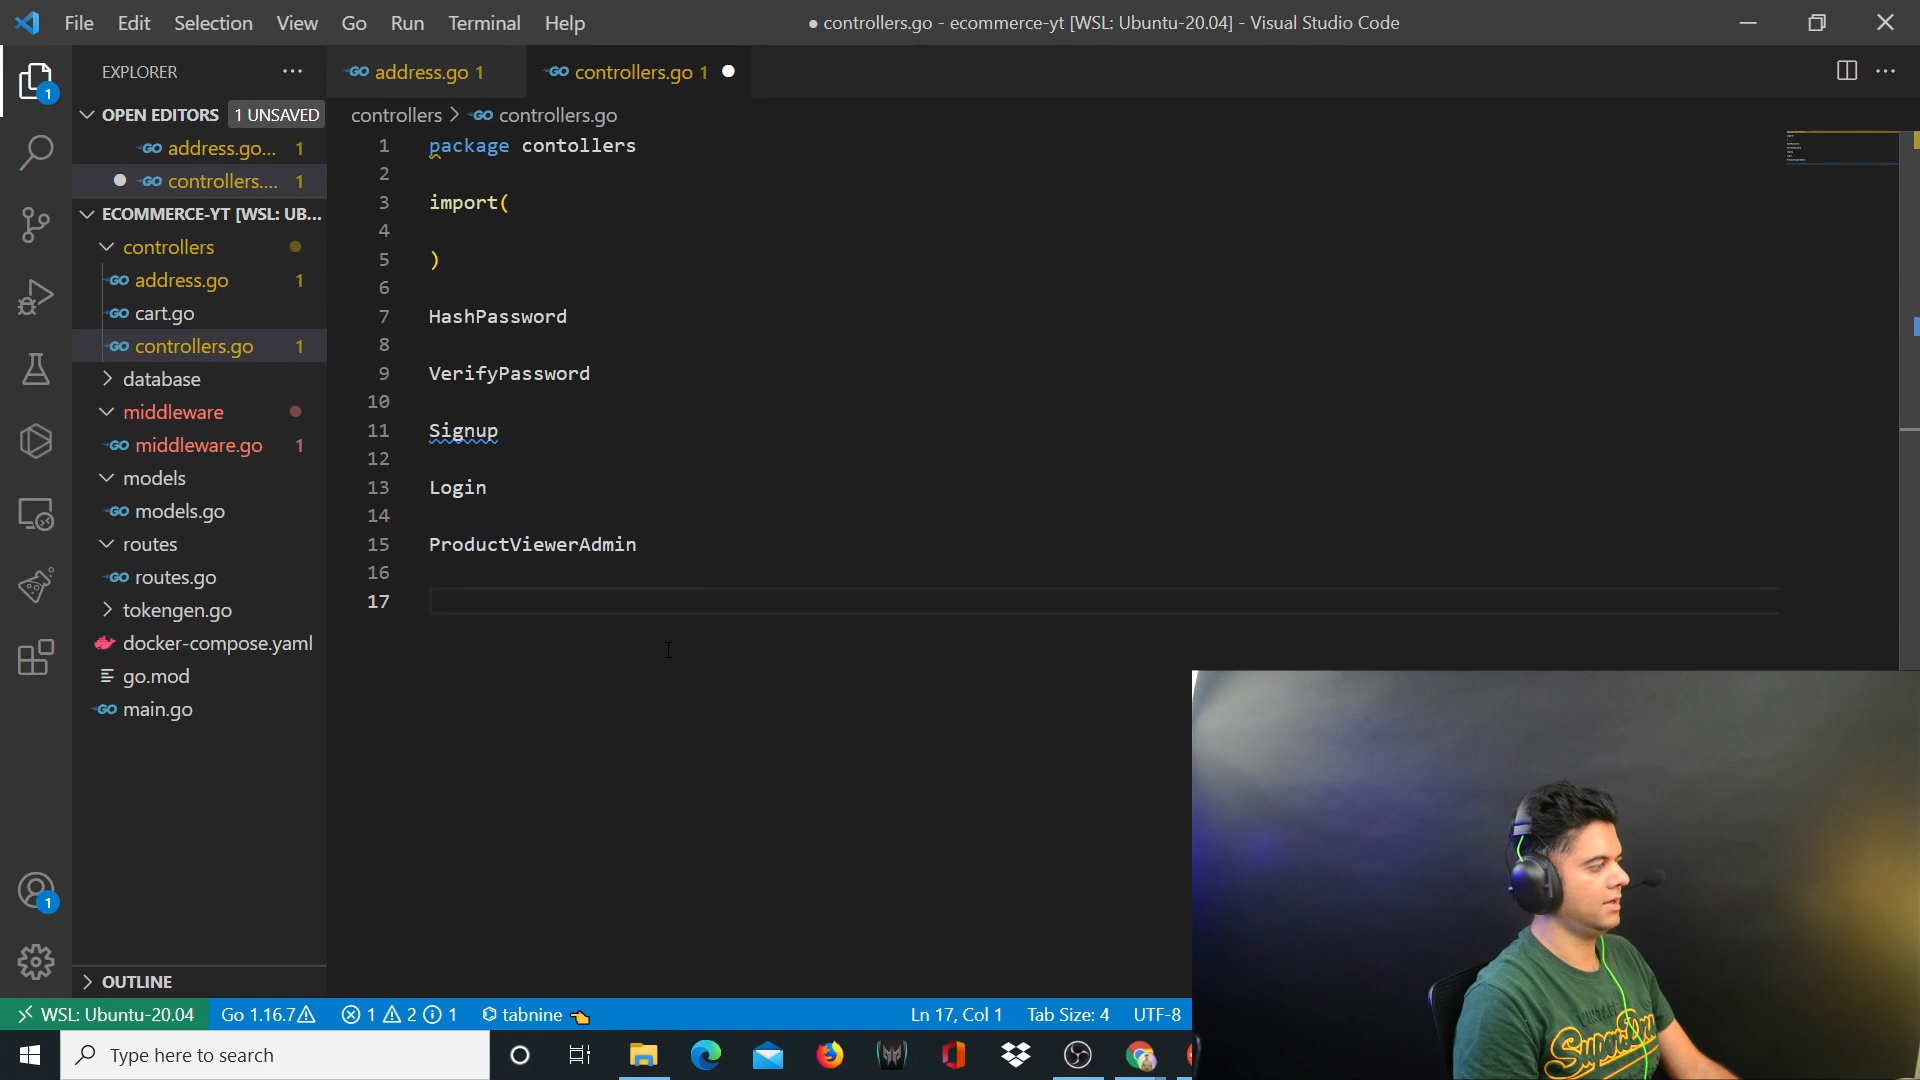 File Edit Selection View Go Run Terminal Help
● controllers.go - ecommerce-yt [WSL: Ubuntu-20.04] - Visual Studio Code
EXPLORER
address.go 1
controllers.go 1
OPEN EDITORS 1 UNSAVED
address.go... 1
controllers.... 1
ECOMMERCE-YT [WSL: UB...
controllers
address.go 1
cart.go
controllers.go 1
database
middleware
middleware.go 1
models
models.go
routes
routes.go
tokengen.go
docker-compose.yaml
go.mod
main.go
OUTLINE
1
1
controllers > controllers.go
1 package contollers
2
3 import(
4
5 )
6
7 HashPassword
8
9 VerifyPassword
10
11 Signup
12
13 Login
14
15 ProductViewerAdmin
16
17
WSL: Ubuntu-20.04 Go 1.16.7 1 2 1 tabnine Ln 17, Col 1 Tab Size: 4 UTF-8
Type here to search